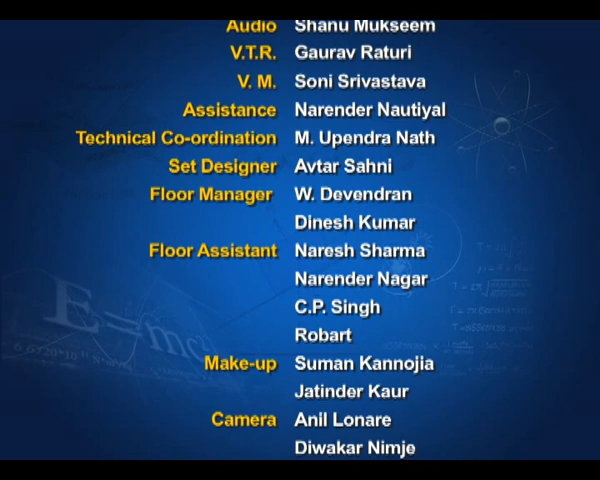 Audio Shanu Mukseem
V.T.R. Gaurav Raturi
V. M. Soni Srivastava
Assistance Narender Nautiyal
Technical Co-ordination M. Upendra Nath
Set Designer Avtar Sahni
Floor Manager W. Devendran
Dinesh Kumar
Floor Assistant Naresh Sharma
Narender Nagar
C.P. Singh
Robart
Make-up Suman Kannojia
Jatinder Kaur
Camera Anil Lonare
Diwakar Nimje
E=mc²